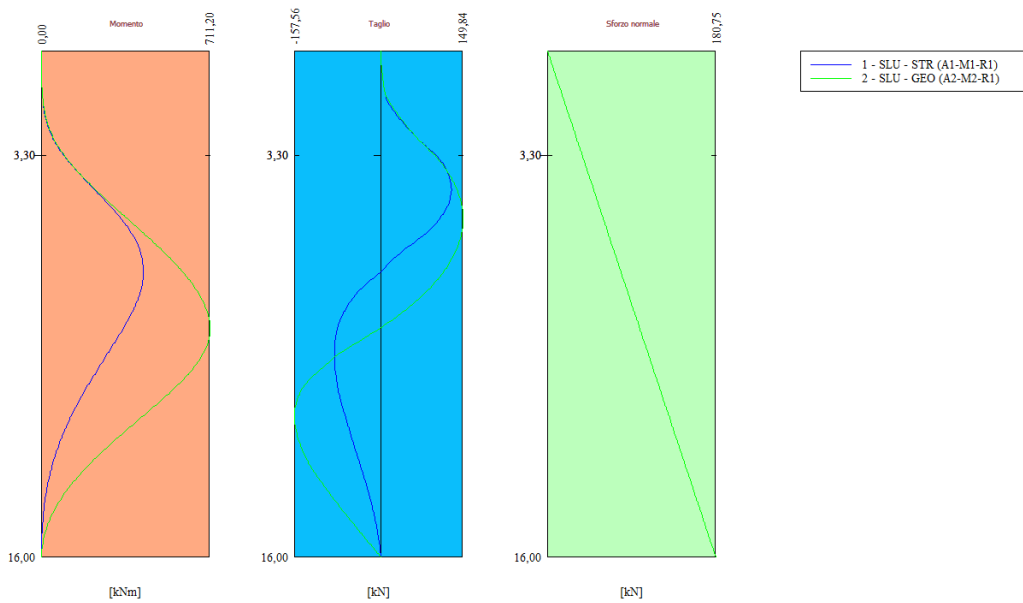 Momento
0,00
711,20
3,30
16,00
[kNm]
Taglio
-157,56
149,84
3,30
16,00
[kN]
Sforzo normale
180,75
3,30
16,00
[kN]
1 - SLU - STR (A1-M1-R1)
2 - SLU - GEO (A2-M2-R1)